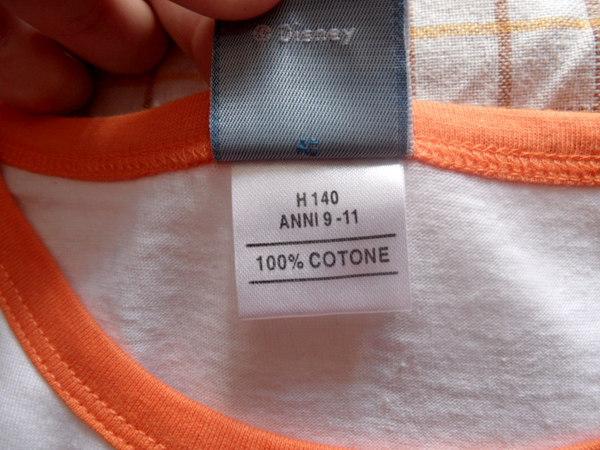 © Disney
H 140
ANNI 9 - 11
100% COTONE